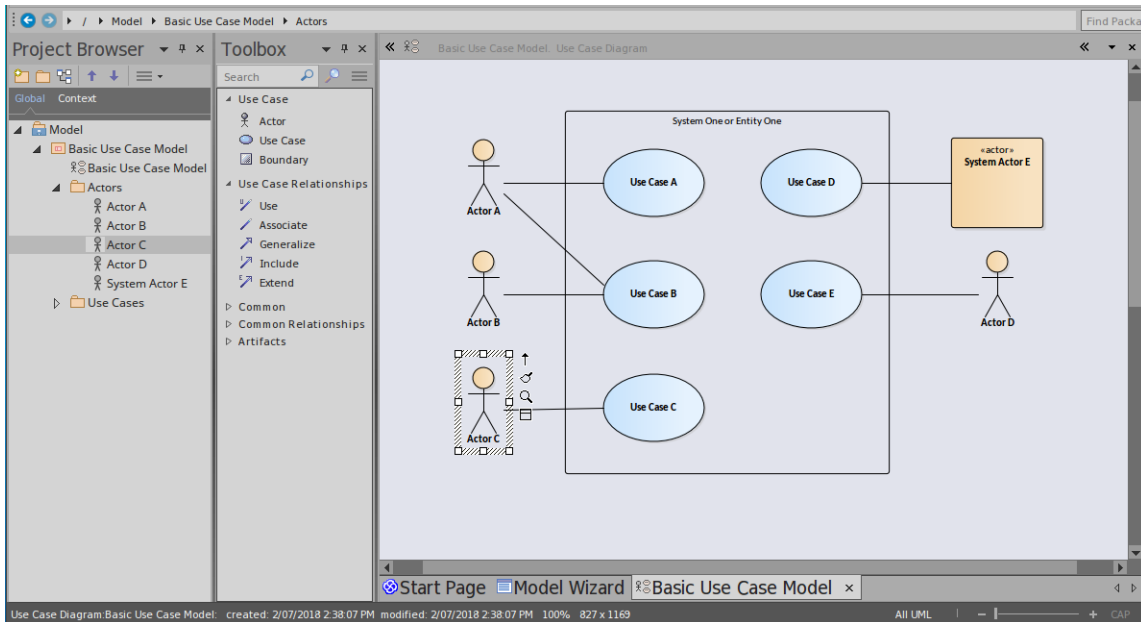 / Model Basic Use Case Model Actors
Find Packa
Project Browser
Global Context
Model
Basic Use Case Model
Basic Use Case Model
Actors
Actor A
Actor B
Actor C
Actor D
System Actor E
Use Cases
Toolbox
Search
Use Case
Actor
Use Case
Boundary
Use Case Relationships
Use
Associate
Generalize
Include
Extend
Common
Common Relationships
Artifacts
Basic Use Case Model. Use Case Diagram
System One or Entity One
Actor A
Use Case A
Use Case D
«actor»
System Actor E
Actor B
Use Case B
Use Case E
Actor D
Actor C
Use Case C
Start Page Model Wizard Basic Use Case Model ×
Use Case Diagram:Basic Use Case Model: created: 2/07/2018 2:38:07 PM modified: 2/07/2018 2:38:07 PM 100% 827 x 1169 All UML CAP